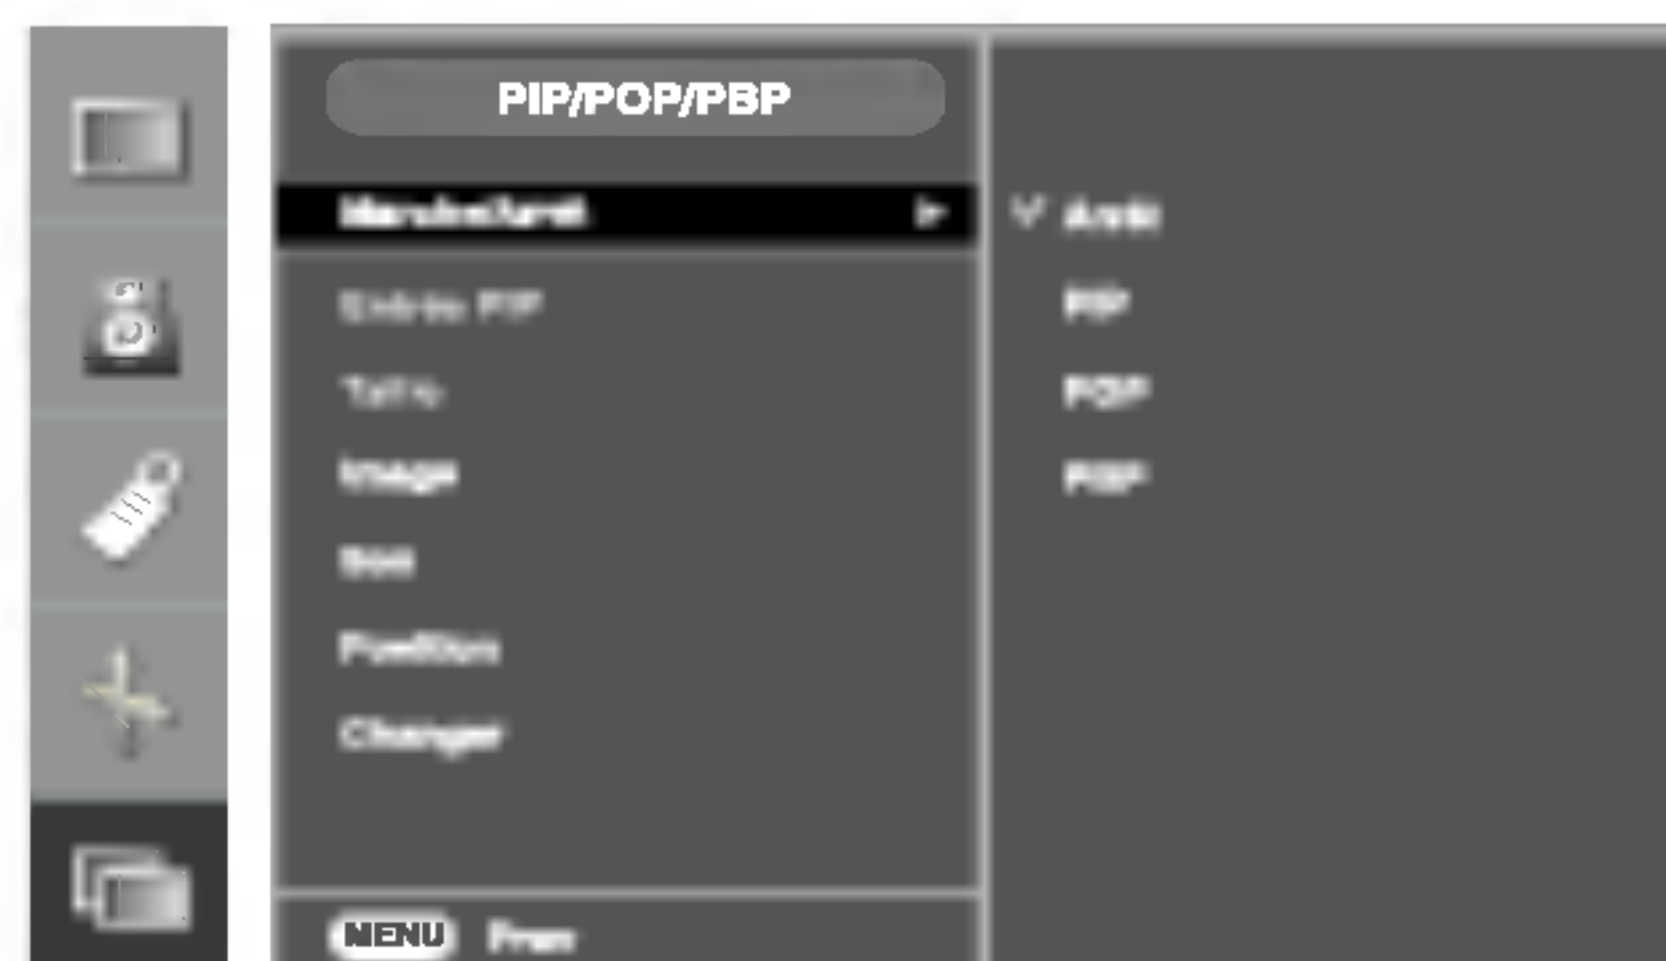 PIP/POP/PBP
Marche/Arrêt
Entrée PIP
Taille
Image
Son
Position
Changer
MENU
Arrêt
PIP
POP
PBP